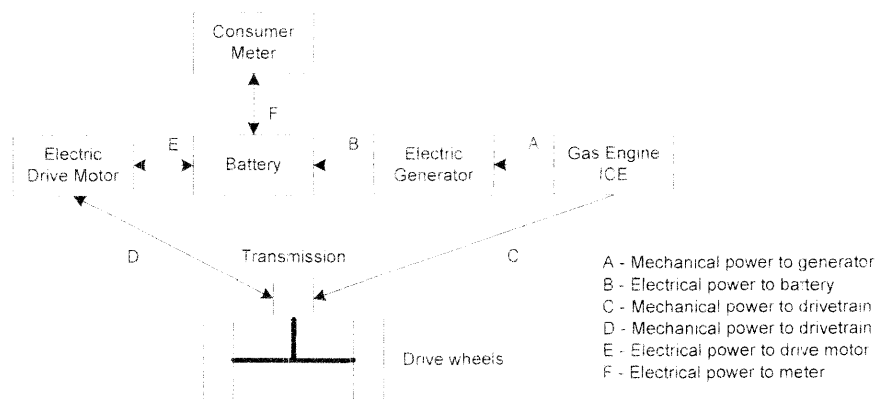 Consumer
Meter
F
Electric
Drive Motor
E
Battery
B
Electric
Generator
A
Gas Engine
ICE
D
Transmission
C
Drive wheels
A - Mechanical power to generator
B - Electrical power to battery
C - Mechanical power to drivetrain
D - Mechanical power to drivetrain
E - Electrical power to drive motor
F - Electrical power to meter